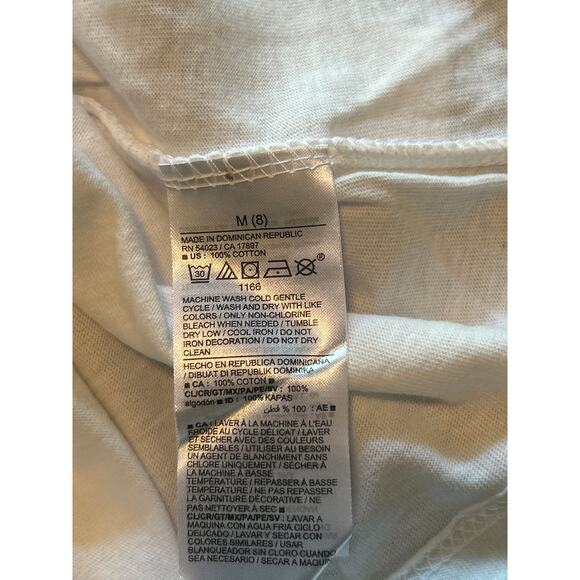 M (8)
MADE IN DOMINICAN REPUBLIC
RN 54023 / CA 17897
■ US : 100% COTTON
30 ®
1166
MACHINE WASH COLD GENTLE
CYCLE / WASH AND DRY WITH LIKE
COLORS / ONLY NON-CHLORINE
BLEACH WHEN NEEDED / TUMBLE
DRY LOW / COOL IRON / DO NOT
IRON DECORATION / DO NOT DRY
CLEAN
HECHO EN REPUBLICA DOMINICANA
/ DIBUAT DI REPUBLIK DOMINIKA
■ CA : 100% COTON ■
CL/CR/GT/MX/PA/PE/SV : 100%
algodón ■ ID : 100% KAPAS
■ AE : 100 % قطن
■ CA : LAVER À LA MACHINE À L'EAU
FROIDE AU CYCLE DÉLICAT / LAVER
ET SÉCHER AVEC DES COULEURS
SEMBLABLES / UTILISER AU BESOIN
UN AGENT DE BLANCHIMENT SANS
CHLORE UNIQUEMENT / SÉCHER À
LA MACHINE À BASSE
TEMPÉRATURE / REPASSER À BASSE
TEMPÉRATURE / NE PAS REPASSER
LA GARNITURE DÉCORATIVE / NE
PAS NETTOYER À SEC ■
CL/CR/GT/MX/PA/PE/SV : LAVAR A
MAQUINA CON AGUA FRIA CICLO
DELICADO / LAVAR Y SECAR CON
COLORES SIMILARES / USAR
BLANQUEADOR SIN CLORO CUANDO
SEA NECESARIO / SECAR A